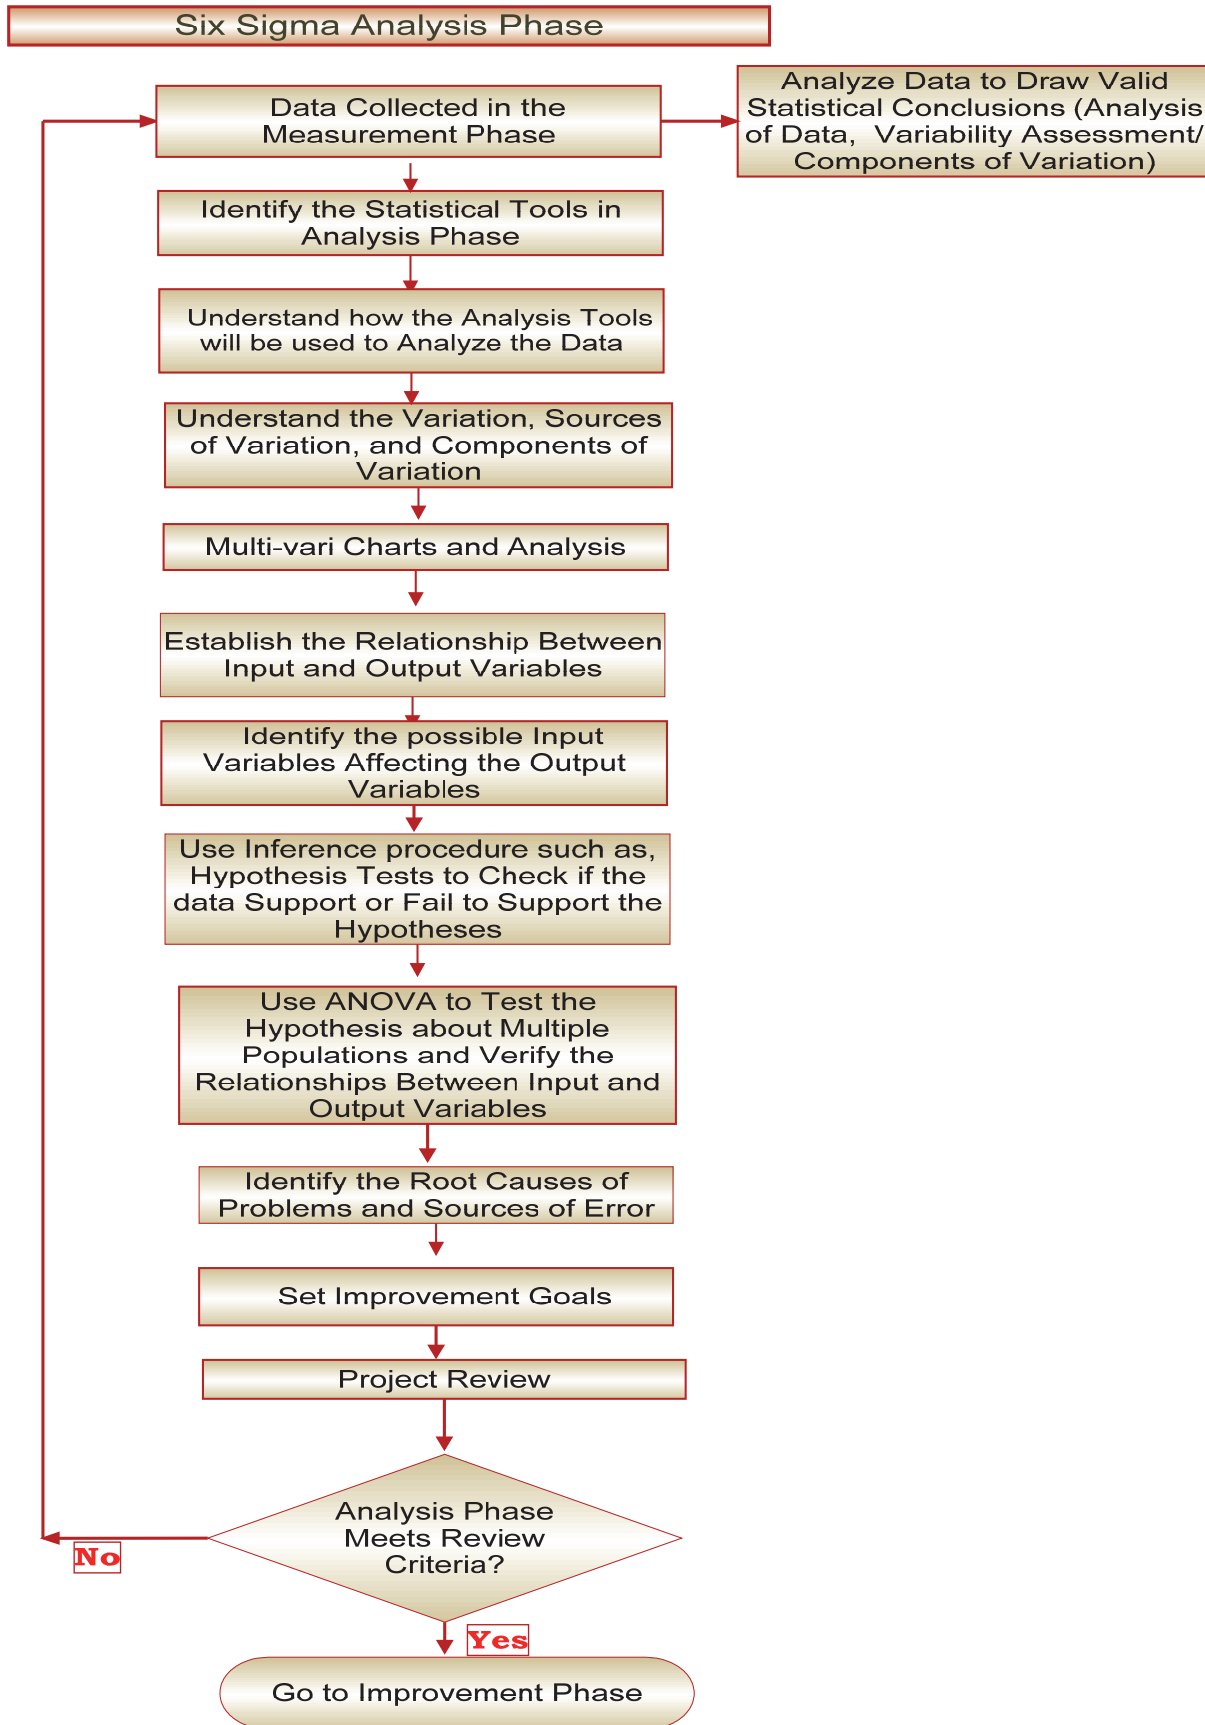 Six Sigma Analysis Phase
Data Collected in the
Measurement Phase
Analyze Data to Draw Valid
Statistical Conclusions (Analysis
of Data, Variability Assessment/
Components of Variation)
Identify the Statistical Tools in
Analysis Phase
Understand how the Analysis Tools
will be used to Analyze the Data
Understand the Variation, Sources
of Variation, and Components of
Variation
Multi-vari Charts and Analysis
Establish the Relationship Between
Input and Output Variables
Identify the possible Input
Variables Affecting the Output
Variables
Use Inference procedure such as,
Hypothesis Tests to Check if the
data Support or Fail to Support the
Hypotheses
Use ANOVA to Test the
Hypothesis about Multiple
Populations and Verify the
Relationships Between Input and
Output Variables
Identify the Root Causes of
Problems and Sources of Error
Set Improvement Goals
Project Review
Analysis Phase
Meets Review
Criteria?
No
Yes
Go to Improvement Phase